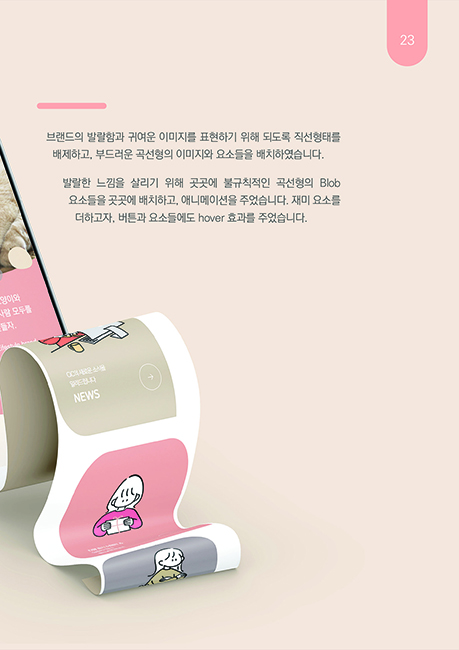 23
브랜드의 발랄함과 귀여운 이미지를 표현하기 위해 되도록 직선형태를
배제하고, 부드러운 곡선형의 이미지와 요소들을 배치하였습니다.
발랄한 느낌을 살리기 위해 곳곳에 불규칙적인 곡선형의 Blob
요소들을 곳곳에 배치하고, 애니메이션을 주었습니다. 재미 요소를
더하고자, 버튼과 요소들에도 hover 효과를 주었습니다.
모두를
NEWS